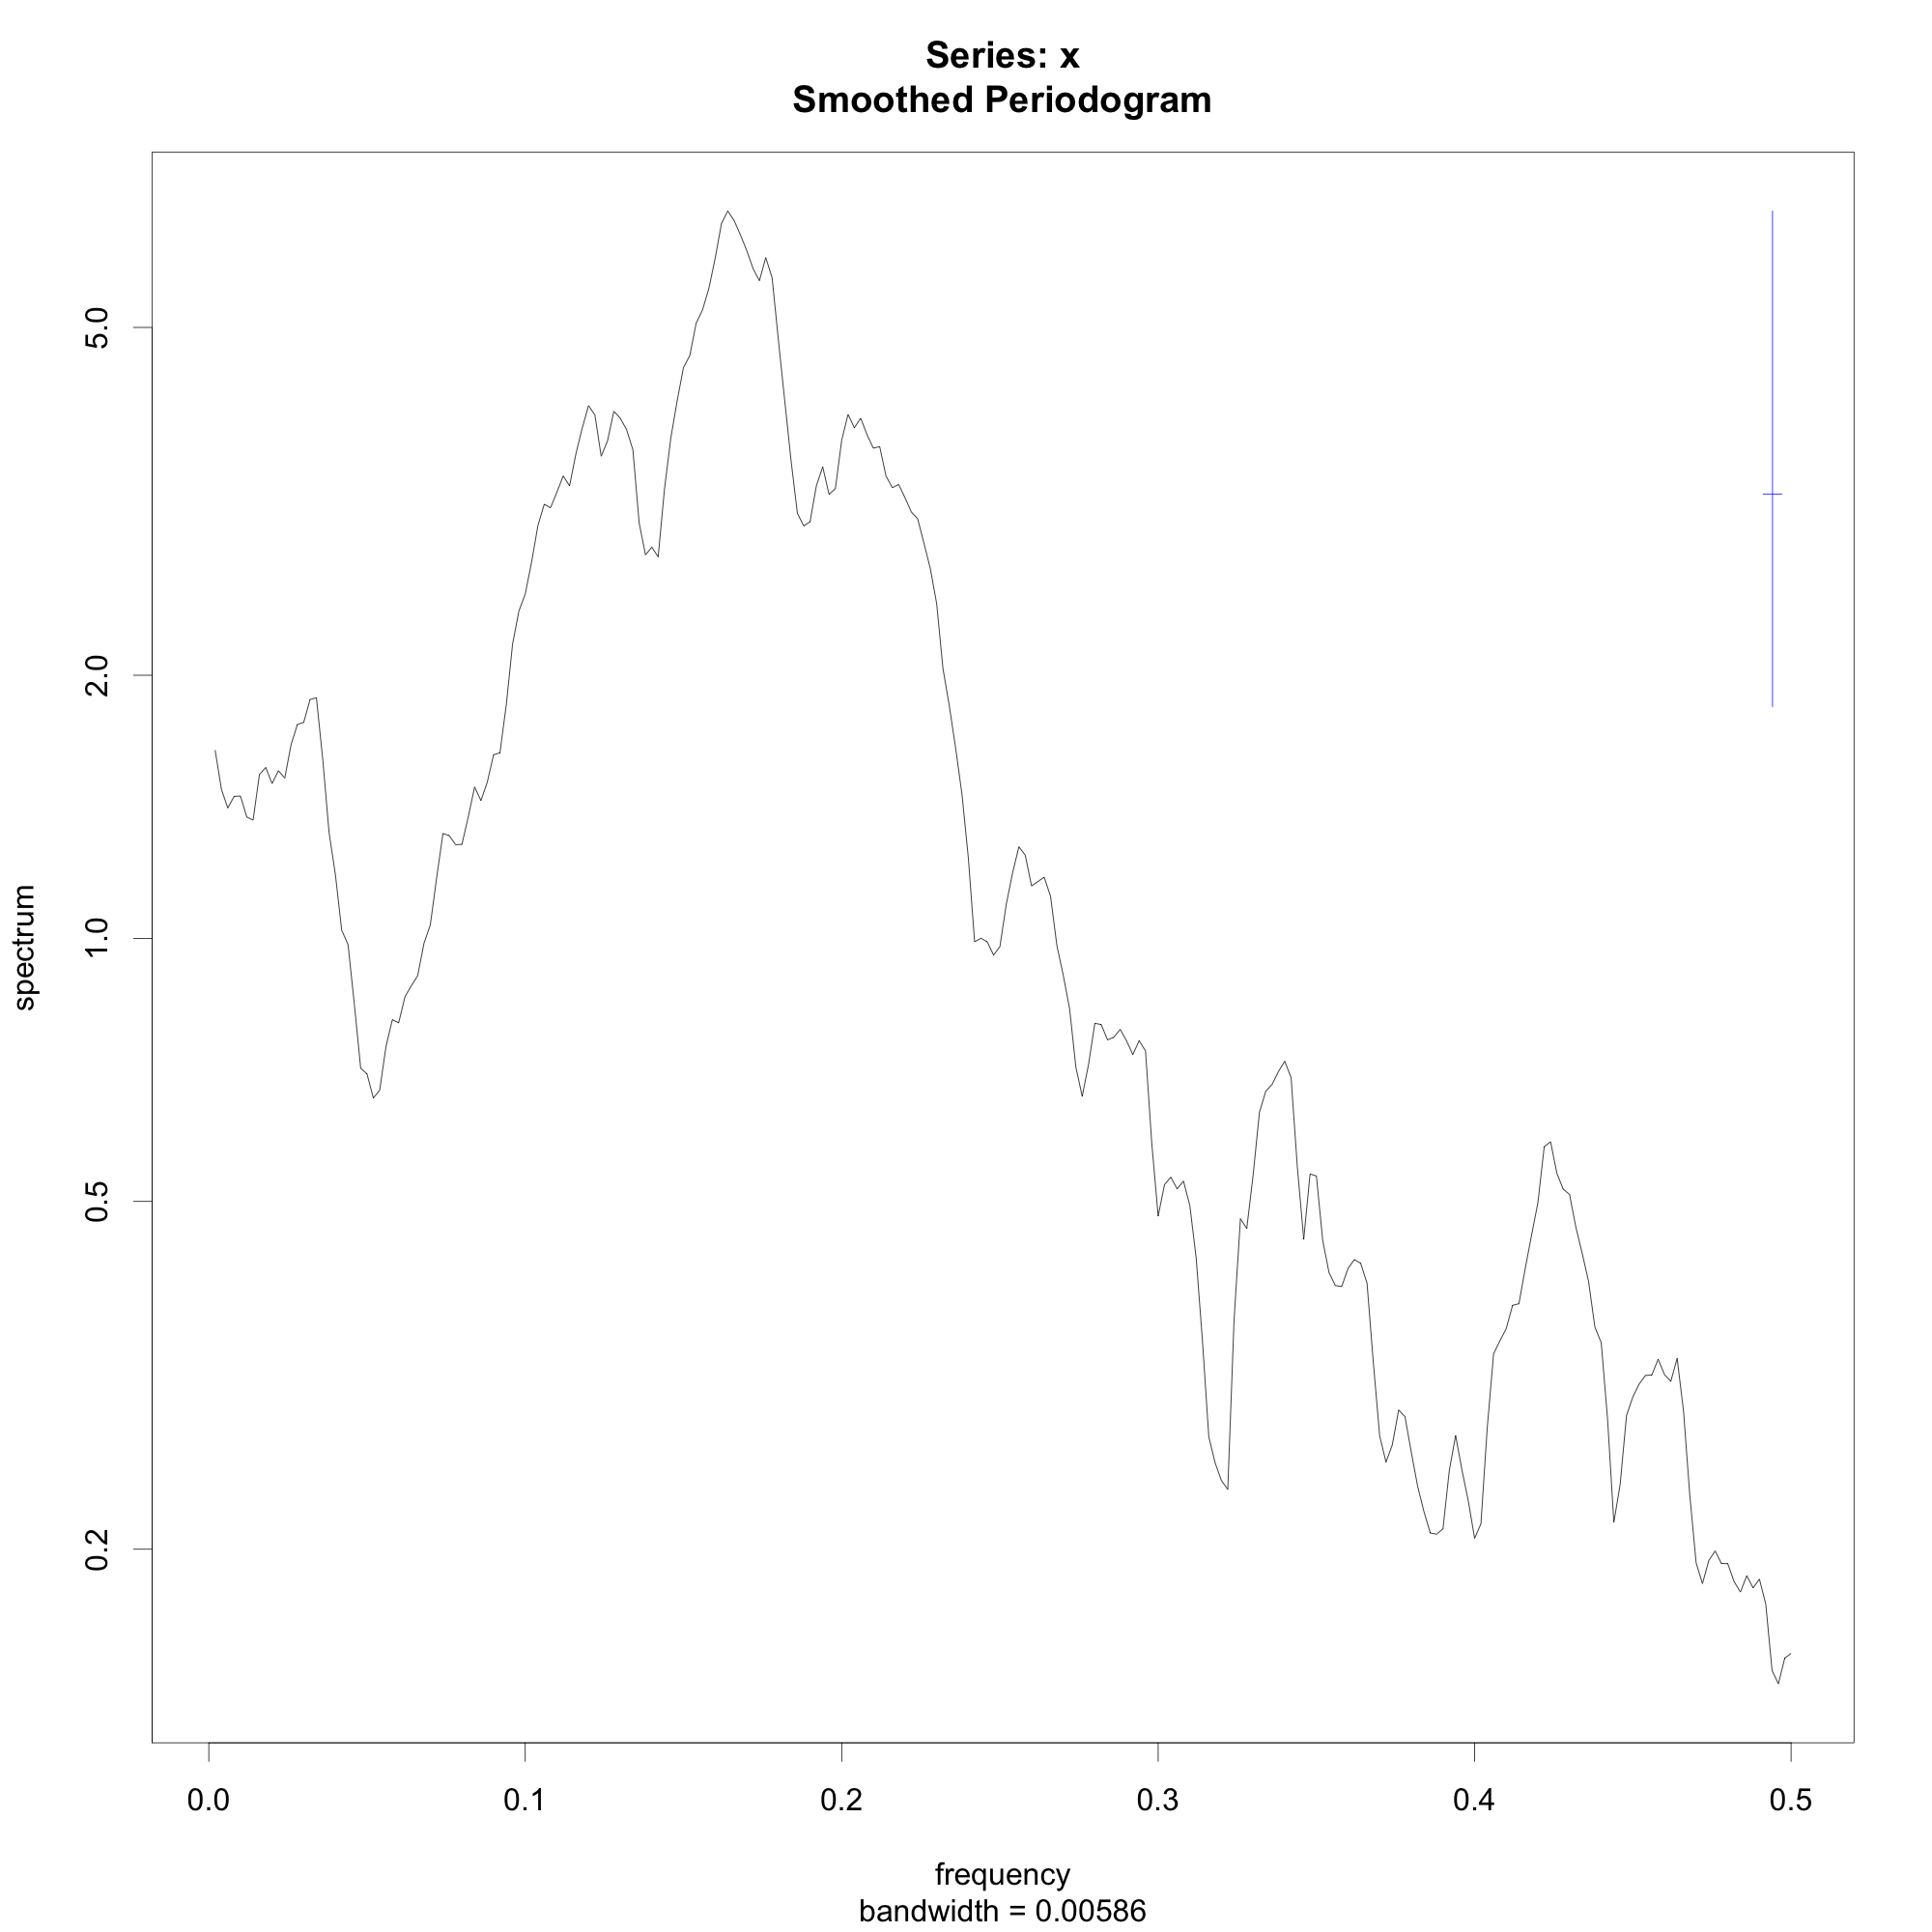 Series: x
Smoothed Periodogram
spectrum
5.0
2.0
1.0
0.5
0.2
0.0 0.1 0.2 0.3 0.4 0.5
frequency
bandwidth = 0.00586